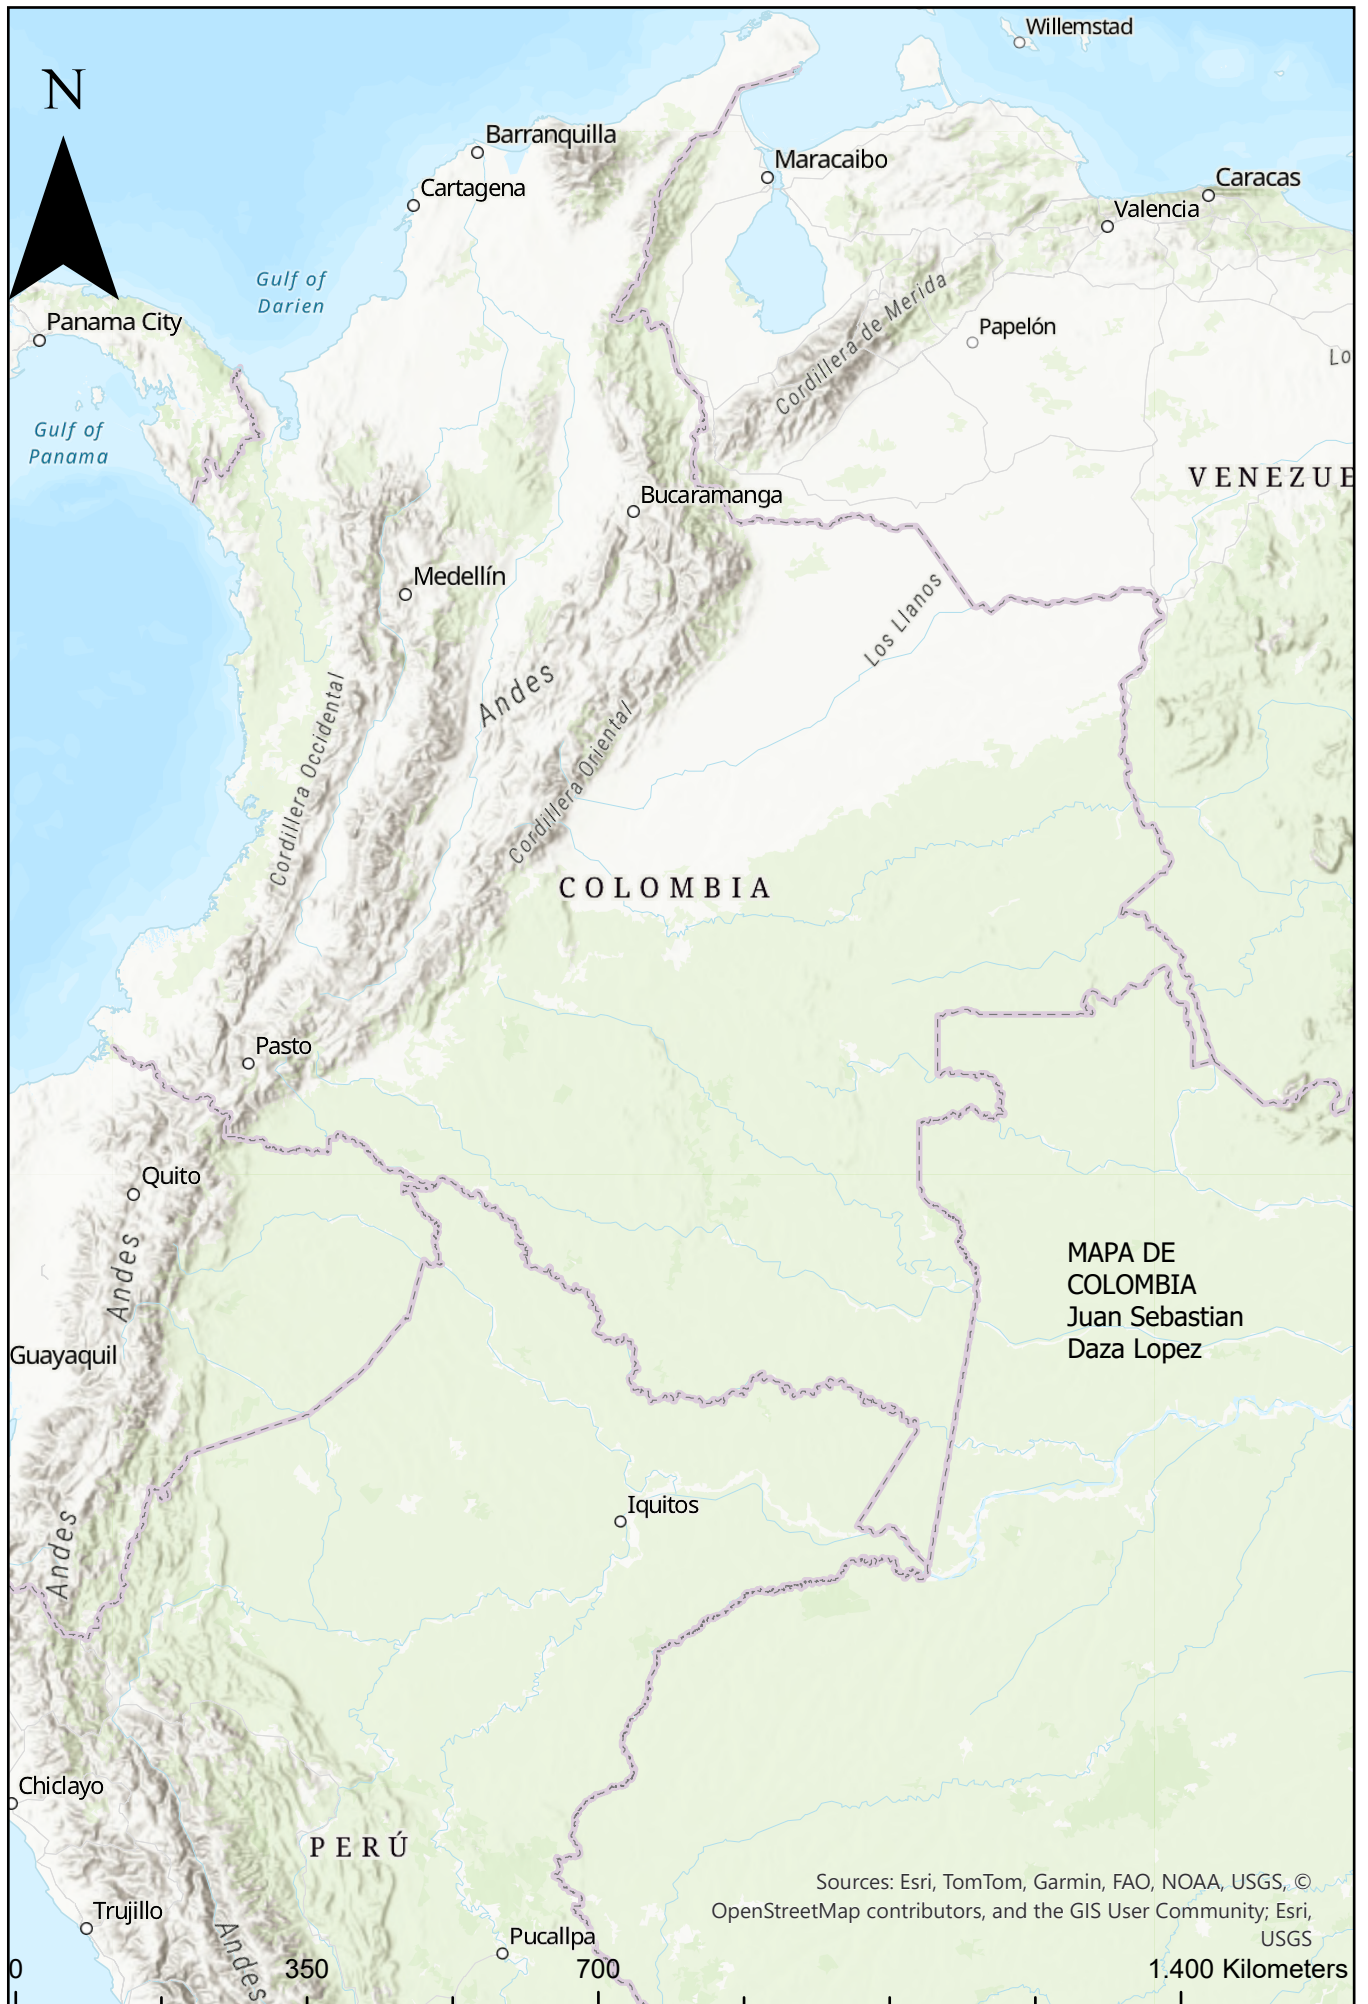 Willemstad
N
Barranquilla
Maracaibo
Cartagena
Caracas
Valencia
Gulf of
Darien
Panama City
Papelón
Cordillera de Merida
Lo
Gulf of
Panama
VENEZUE
Bucaramanga
Medellín
Los Llanos
Andes
Cordillera Occidental
Cordillera Oriental
COLOMBIA
Pasto
Quito
Andes
MAPA DE
COLOMBIA
Juan Sebastian
Daza Lopez
Guayaquil
Iquitos
Andes
Chiclayo
PERÚ
Sources: Esri, TomTom, Garmin, FAO, NOAA, USGS, ©
OpenStreetMap contributors, and the GIS User Community; Esri,
USGS
Trujillo
Andes
Pucallpa
0 350 700 1.400 Kilometers